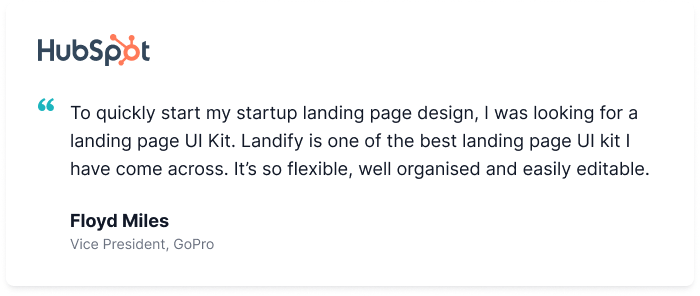 HubSpot
“
To quickly start my startup landing page design, I was looking for a
landing page UI Kit. Landify is one of the best landing page UI kit I
have come across. It’s so flexible, well organised and easily editable.
Floyd Miles
Vice President, GoPro